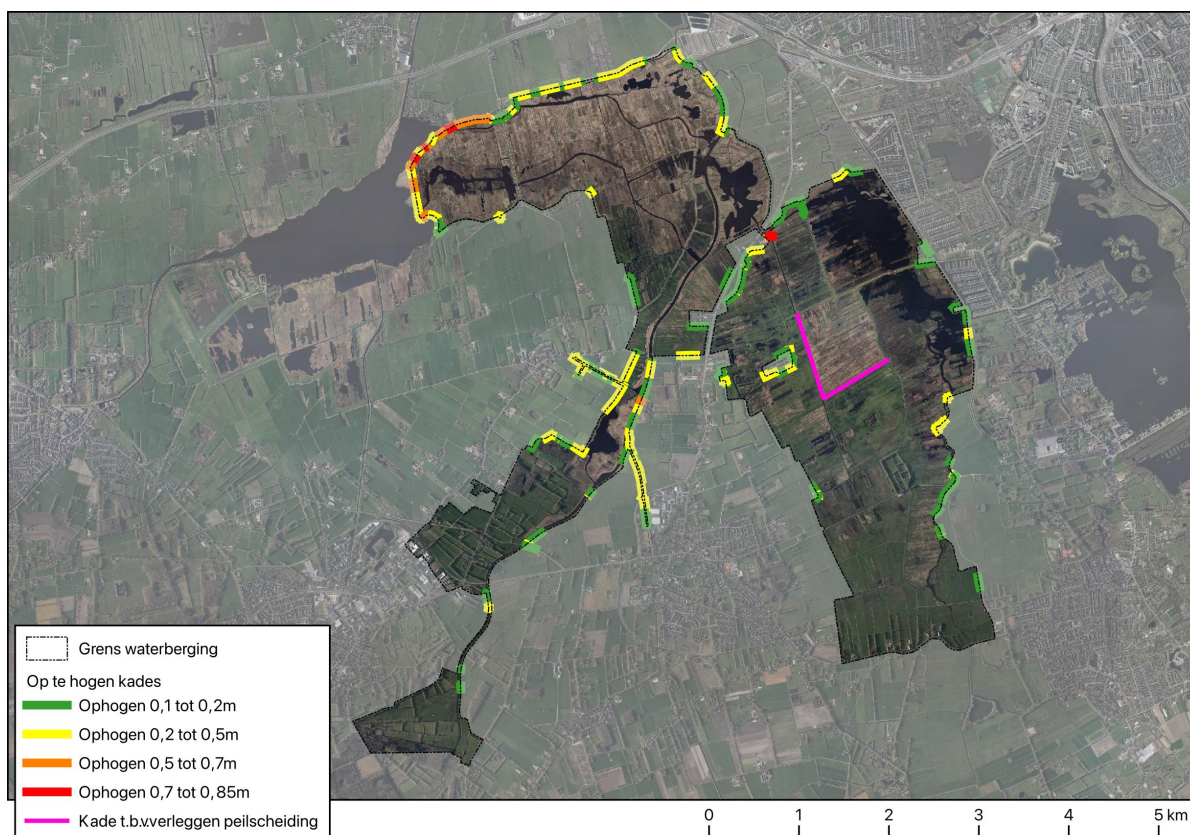 Grens waterberging
Op te hogen kades
Ophogen 0,1 tot 0,2m
Ophogen 0,2 tot 0,5m
Ophogen 0,5 tot 0,7m
Ophogen 0,7 tot 0,85m
Kade t.b.v.verleggen peilscheiding
0 1 2 3 4 5 km